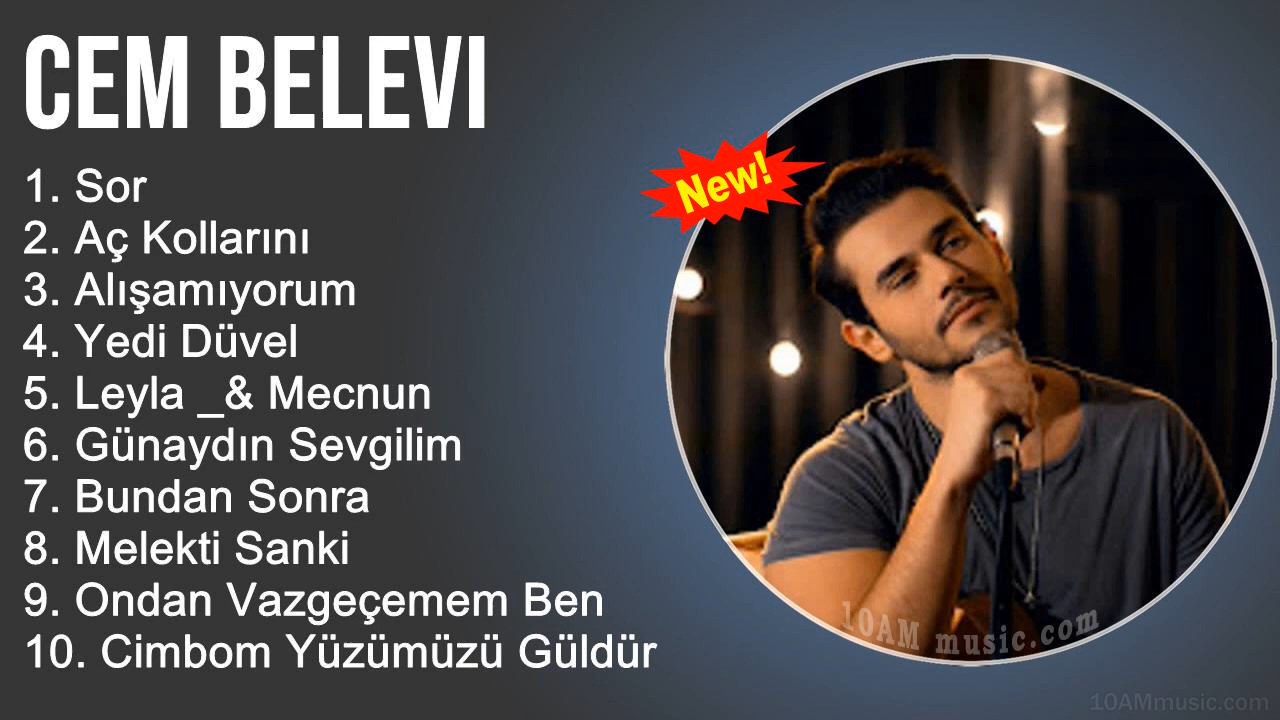 CEM BELEVI
New!
1. Sor
2. Aç Kollarını
3. Alışamıyorum
4. Yedi Düvel
5. Leyla _& Mecnun
6. Günaydın Sevgilim
7. Bundan Sonra
8. Melekti Sanki
9. Ondan Vazgeçemem Ben
10. Cimbom Yüzümüzü Güldür
10AM music.com
10AMmusic.com